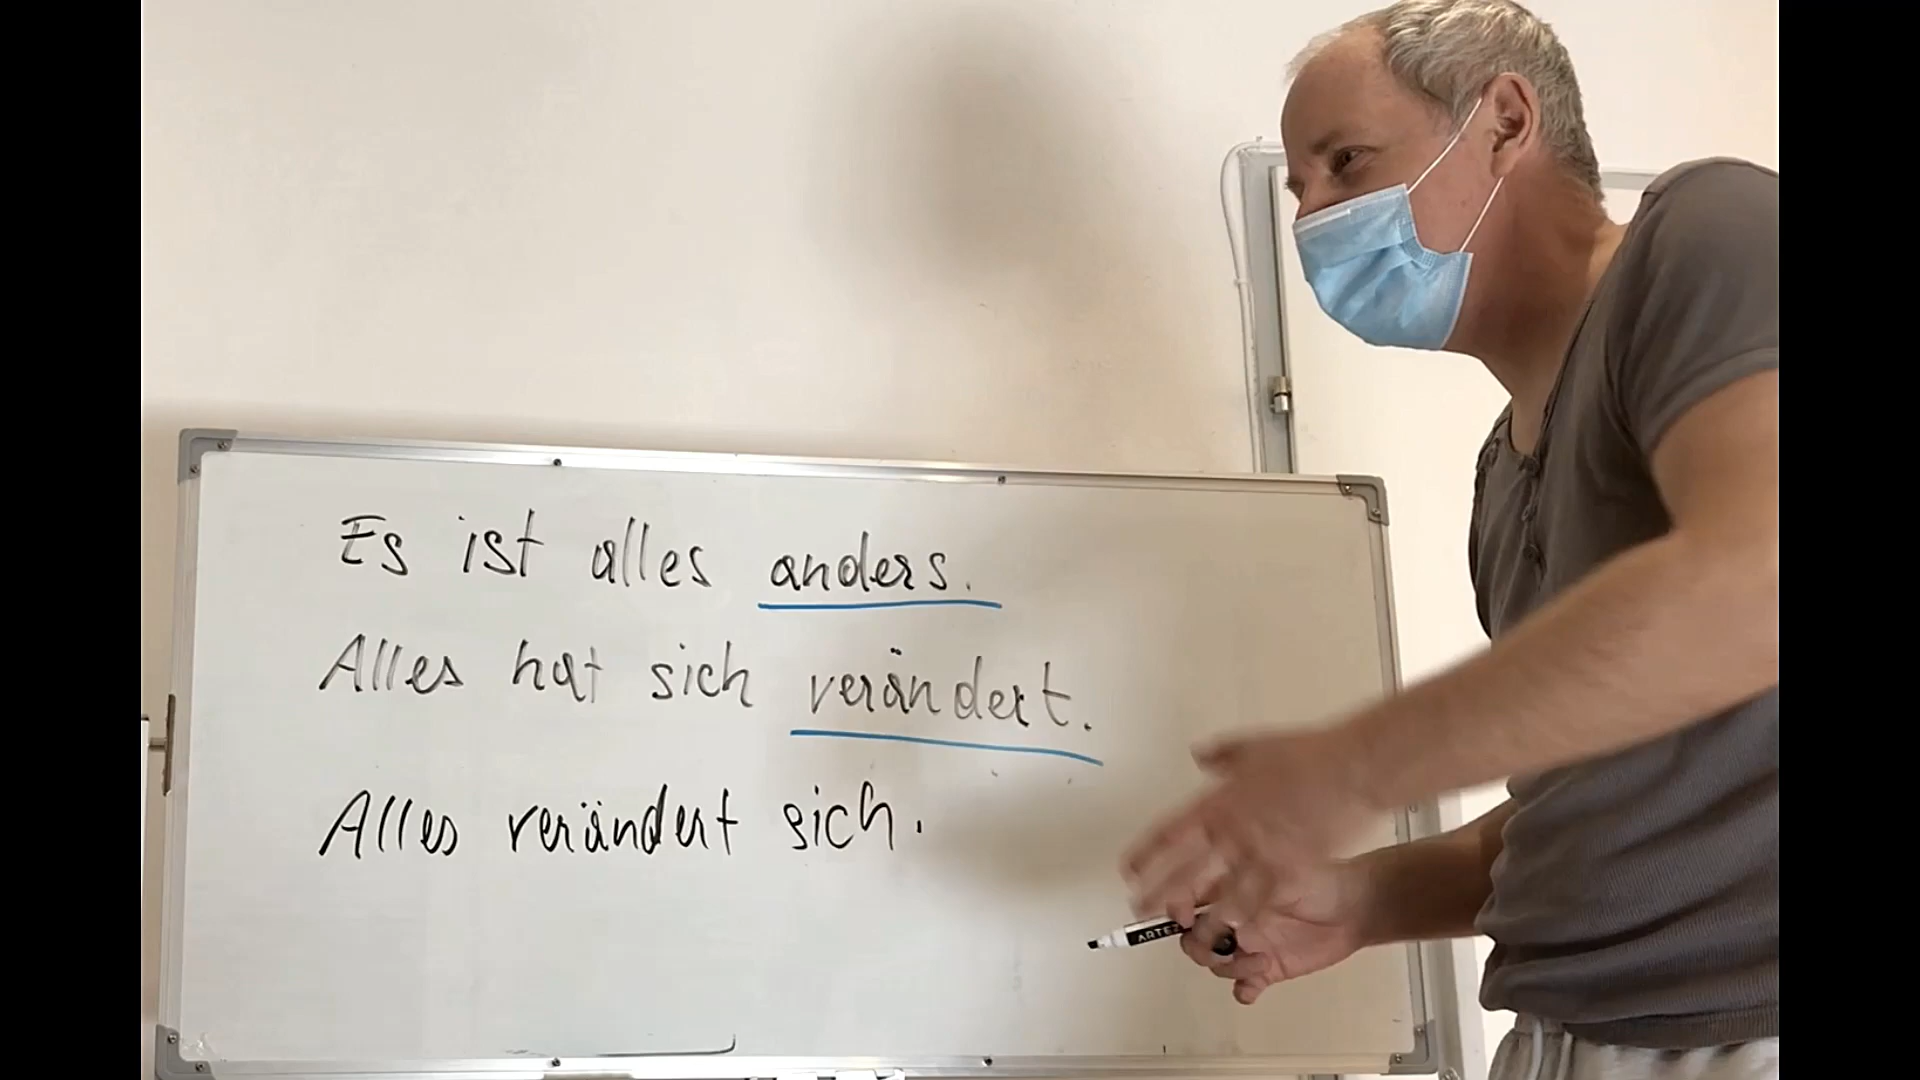 Es ist alles anders.
Alles hat sich verändert.
Alles verändert sich.